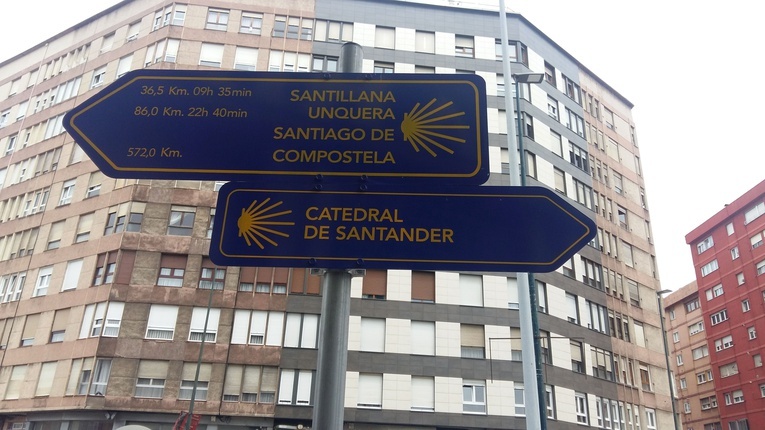 36,5 Km. 09h 35min
86,0 Km. 22h 40min
572,0 Km.
SANTILLANA
UNQUERA
SANTIAGO DE
COMPOSTELA
CATEDRAL
DE SANTANDER